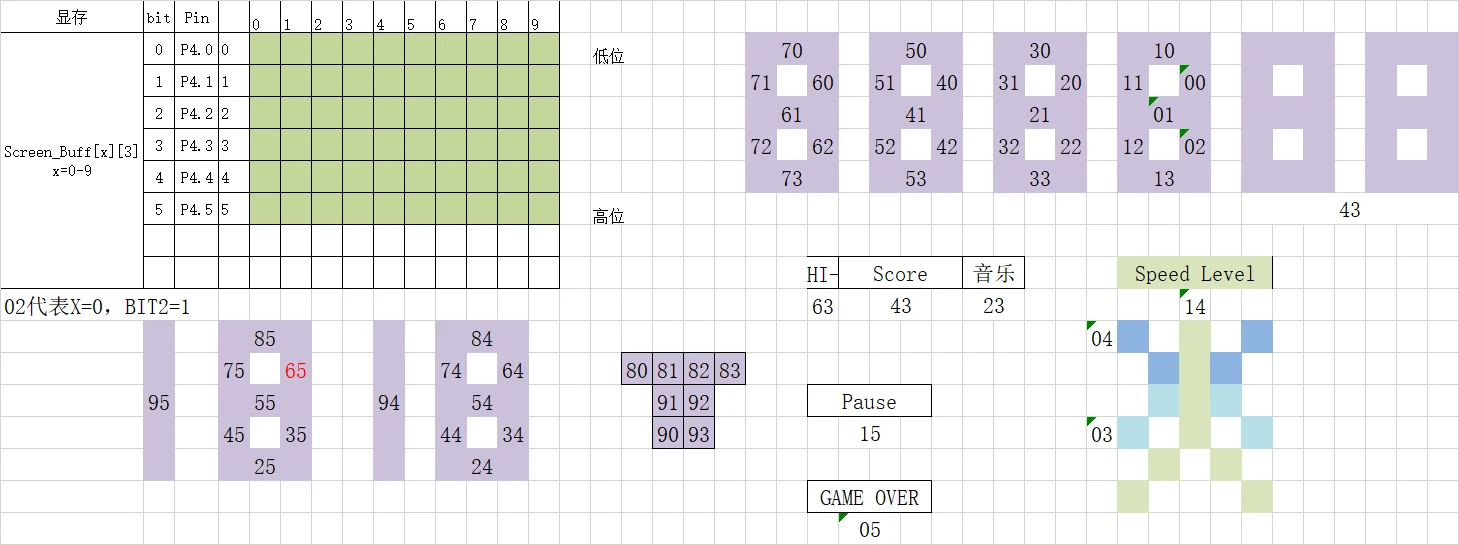 显存 bit Pin 0 1 2 3 4 5 6 7 8 9
0 P4.0 0 低位 70 50 30 10
1 P4.1 1 71 60 51 40 31 20 11 00
2 P4.2 2 61 41 21 01
Screen_Buff[x][3]
x=0-9
3 P4.3 3 72 62 52 42 32 22 12 02
4 P4.4 4 73 53 33 13
5 P4.5 5 高位 43
HI- Score 音乐 Speed Level
02代表X=0，BIT2=1 63 43 23 14
85 84 04
75 65 74 64 80 81 82 83
95 55 94 54 91 92 Pause
45 35 44 34 90 93 15 03
25 24
GAME OVER
05